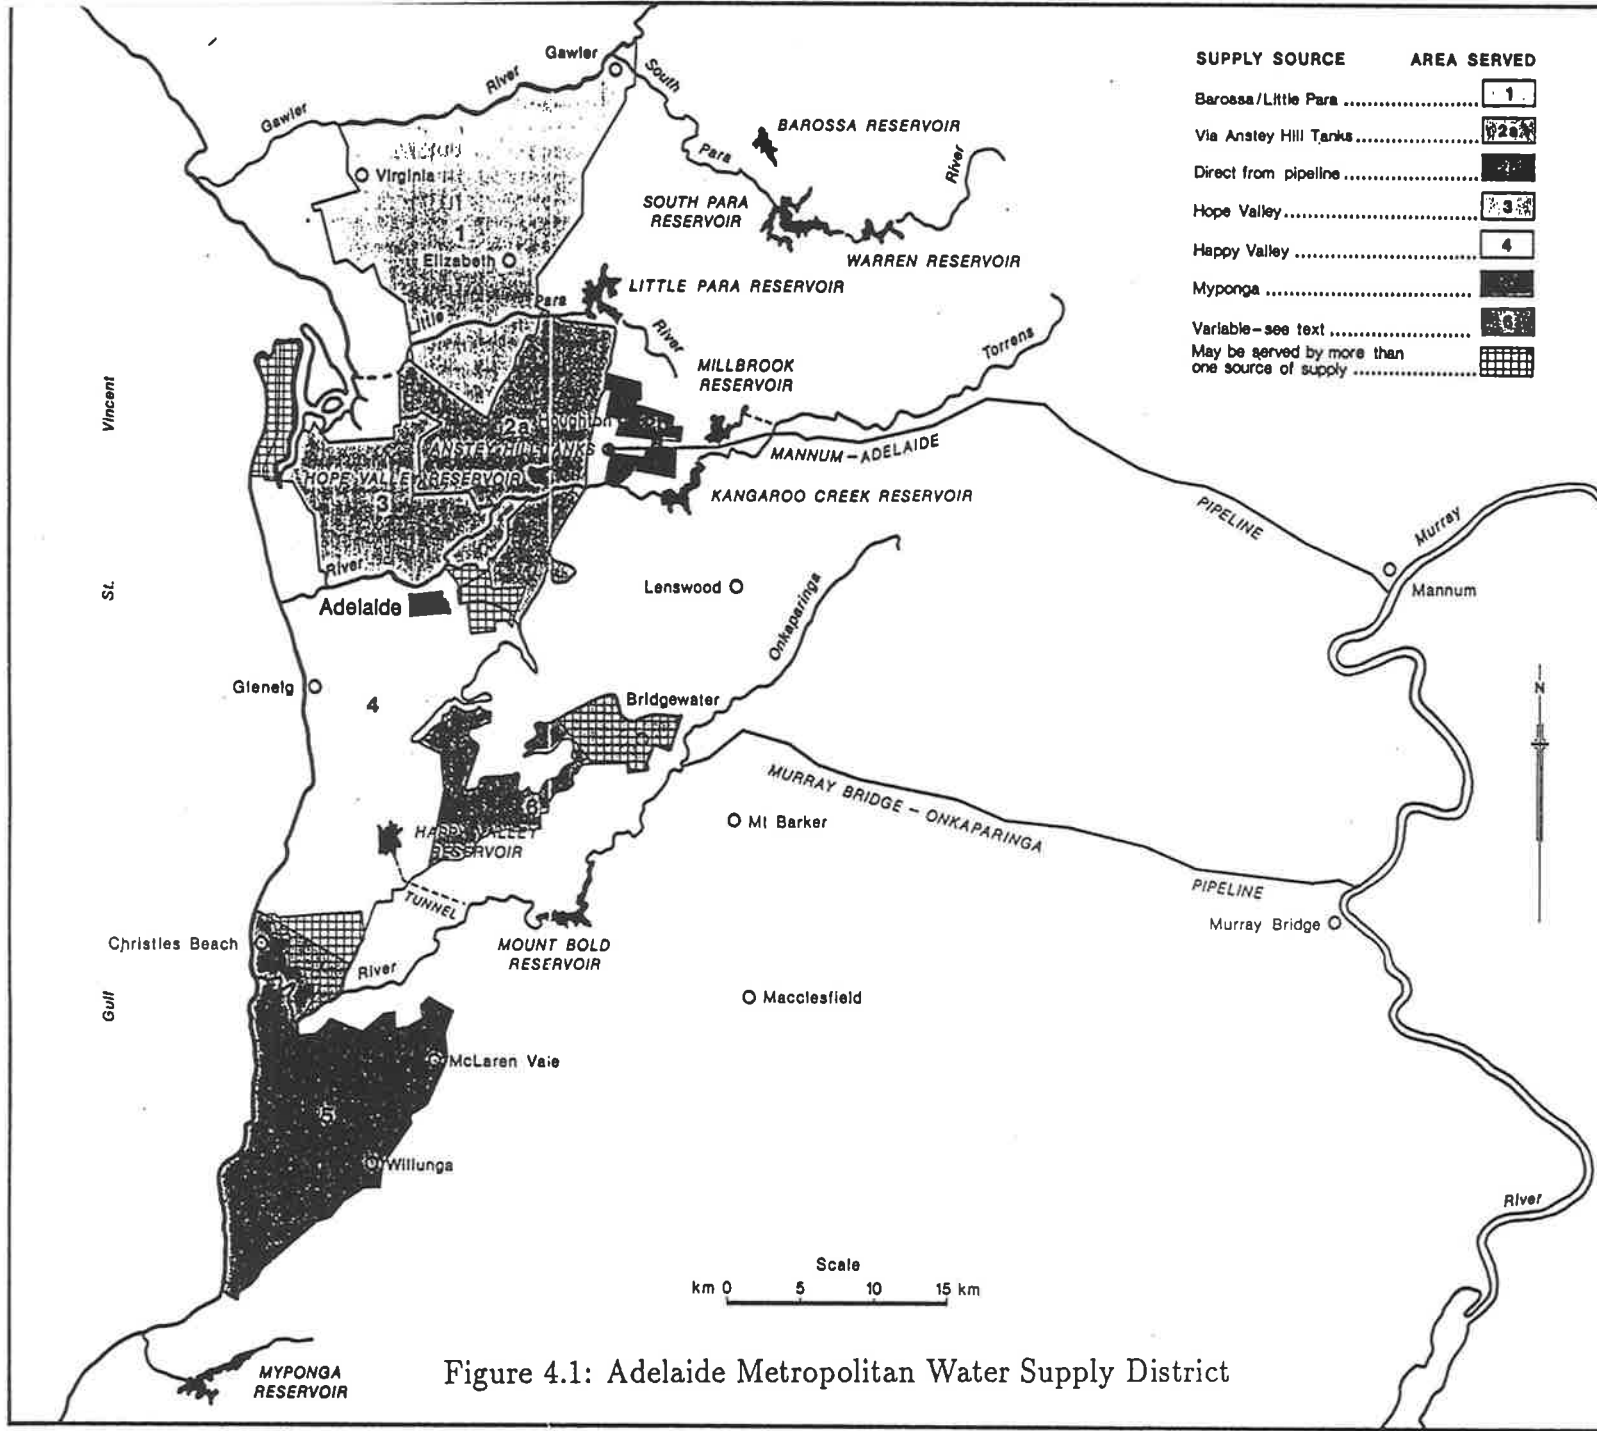 SUPPLY SOURCE AREA SERVED
Barossa/Little Para 1
Via Anstey Hill Tanks 2a
Direct from pipeline
Hope Valley 3
Happy Valley 4
Myponga
Variable-see text 6
May be served by more than
one source of supply
Gawler
South
River
Gawler
Para
BAROSSA RESERVOIR
River
Virginia
SOUTH PARA
RESERVOIR
1
Elizabeth
WARREN RESERVOIR
LITTLE PARA RESERVOIR
Little
Para
River
Torrens
MILLBROOK
RESERVOIR
Vincent
2a
Houghton
ANSTEY HILL TANKS
MANNUM-ADELAIDE
HOPE VALLEY RESERVOIR
KANGAROO CREEK RESERVOIR
3
PIPELINE
Murray
River
Mannum
Lenswood
Onkaparinga
St.
Adelaide
Glenelg
4
Bridgewater
N
MURRAY BRIDGE - ONKAPARINGA
6
Mt Barker
HAPPY VALLEY
RESERVOIR
PIPELINE
TUNNEL
Murray Bridge
Christies Beach
MOUNT BOLD
RESERVOIR
River
Gulf
Macclesfield
McLaren Vale
5
Willunga
River
Scale
km 0 5 10 15 km
MYPONGA
RESERVOIR
Figure 4.1: Adelaide Metropolitan Water Supply District